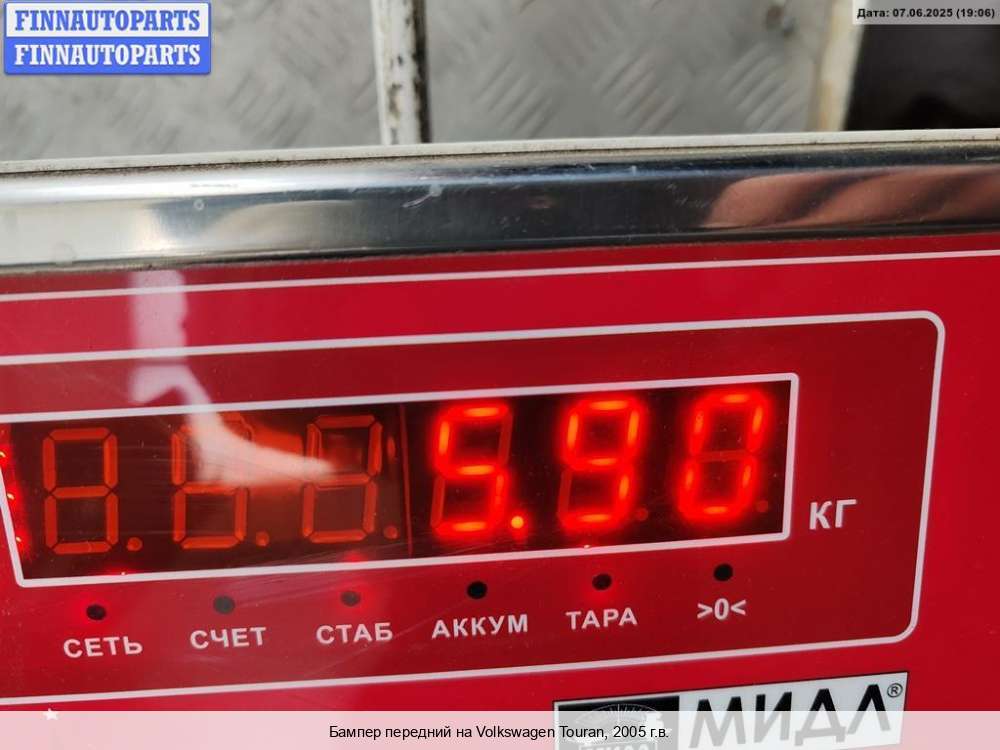 FINNAUTOPARTS
FINNAUTOPARTS
Дата: 07.06.2025 (19:06)
5.90
КГ
СЕТЬ СЧЕТ СТАБ АККУМ ТАРА >0<
МИДЛ®
Бампер передний на Volkswagen Touran, 2005 г.в.